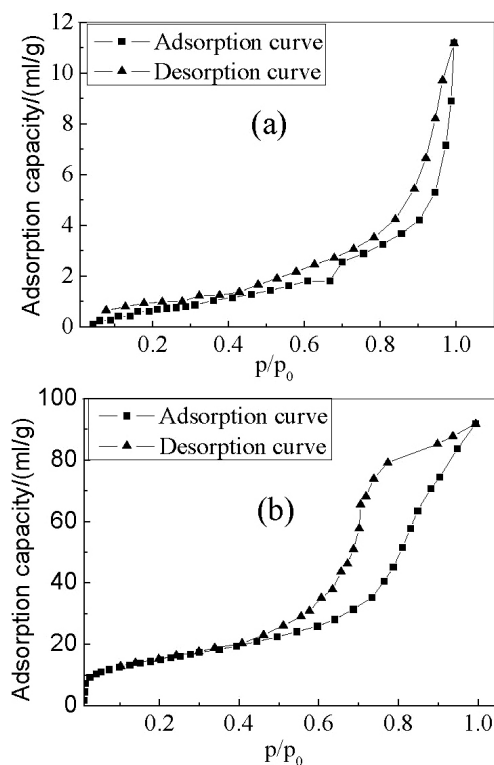 12
10
8
6
4
2
0
Adsorption capacity/(ml/g)
Adsorption curve
Desorption curve
(a)
0.2 0.4 0.6 0.8 1.0
p/p0
100
80
60
40
20
0
Adsorption capacity/(ml/g)
Adsorption curve
Desorption curve
(b)
0.0 0.2 0.4 0.6 0.8 1.0
p/p0